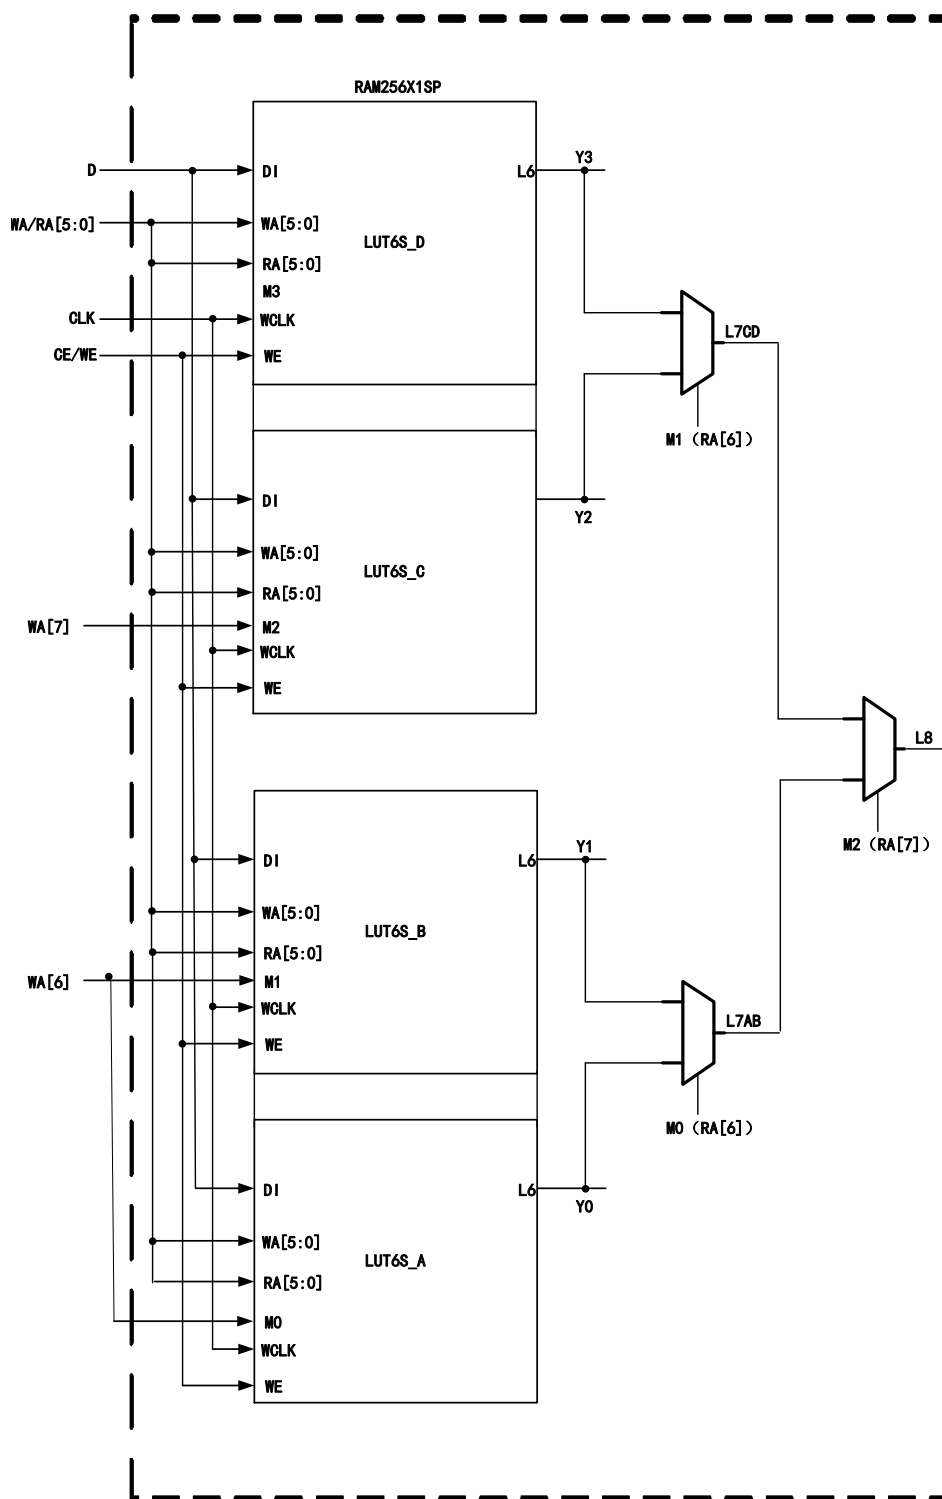 RAM256X1SP
D
DI
L6
Y3
WA/RA[5:0]
WA[5:0]
LUT6S_D
RA[5:0]
M3
CLK
WCLK
L7CD
CE/WE
WE
M1 (RA[6])
DI
Y2
WA[5:0]
LUT6S_C
RA[5:0]
WA[7]
M2
WCLK
WE
L8
M2 (RA[7])
DI
L6
Y1
WA[5:0]
LUT6S_B
RA[5:0]
WA[6]
M1
WCLK
L7AB
WE
M0 (RA[6])
DI
L6
Y0
WA[5:0]
LUT6S_A
RA[5:0]
M0
WCLK
WE